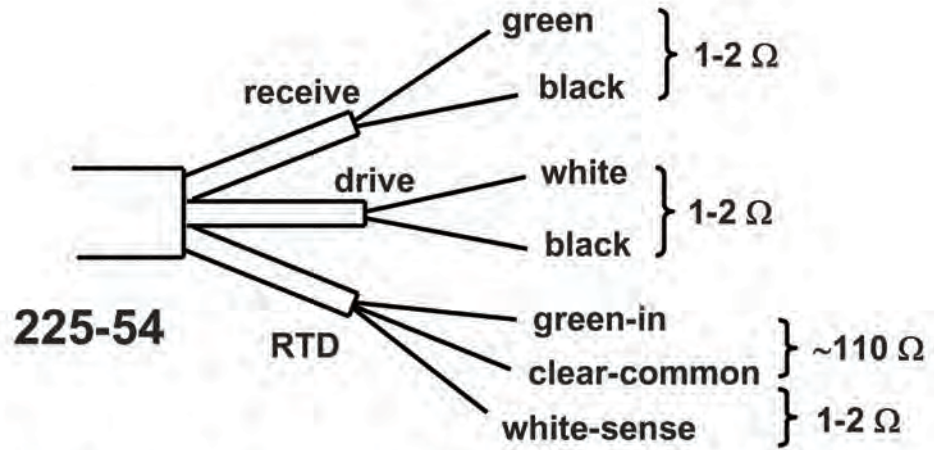 green
1-2 Ω
black
receive
drive
white
1-2 Ω
black
225-54
RTD
green-in
~110 Ω
clear-common
1-2 Ω
white-sense